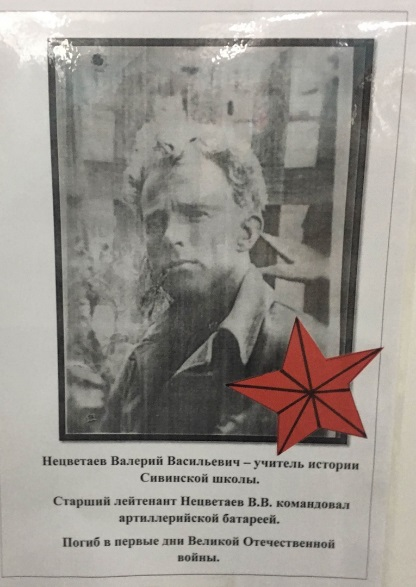 Нецветаев Валерий Васильевич – учитель истории
Сивинской школы.
Старший лейтенант Нецветаев В.В. командовал
артиллерийской батареей.
Погиб в первые дни Великой Отечественной
войны.